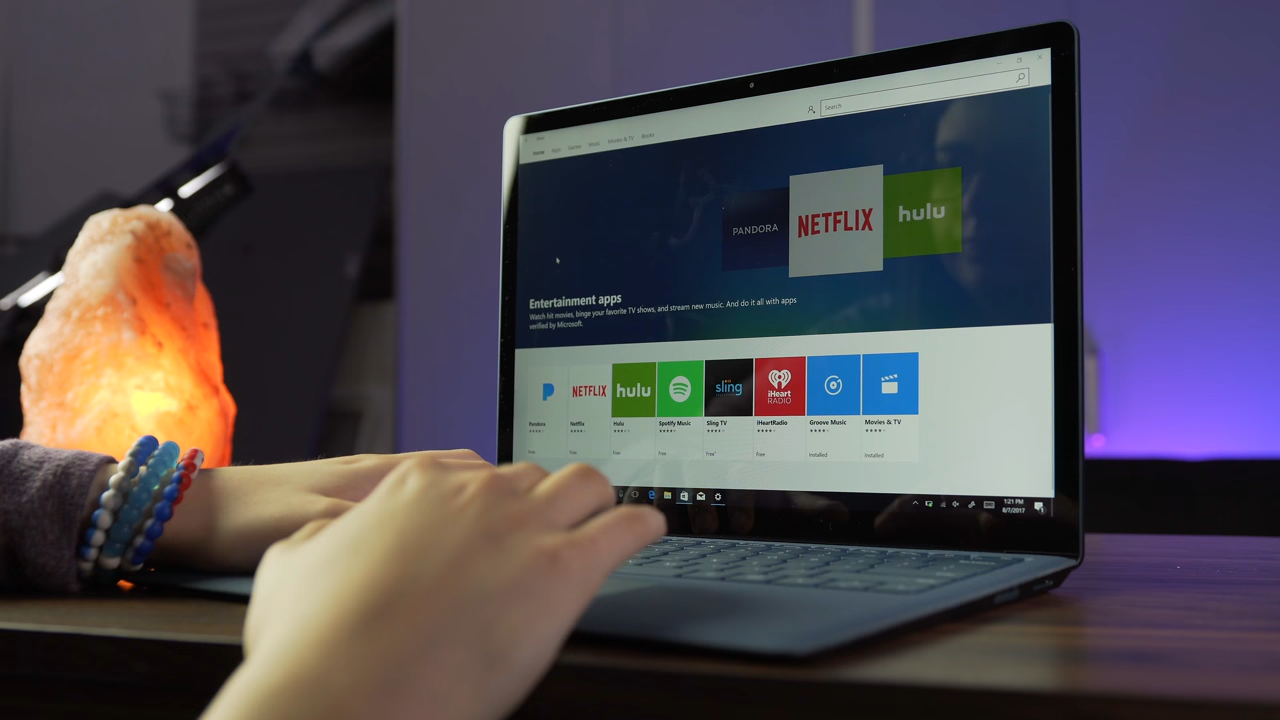 Search
Home Apps Games Music Movies & TV Books
PANDORA
NETFLIX
hulu
Entertainment apps
Watch hit movies, binge your favorite TV shows, and stream new music. And do it all with apps
verified by Microsoft.
NETFLIX
hulu
sling
iHeart
RADIO
Pandora
Netflix
Hulu
Spotify Music
Sling TV
iHeartRadio
Groove Music
Movies & TV
Free
Free
Free
Free
Free*
Free
Installed
Installed
1:21 PM
8/7/2017